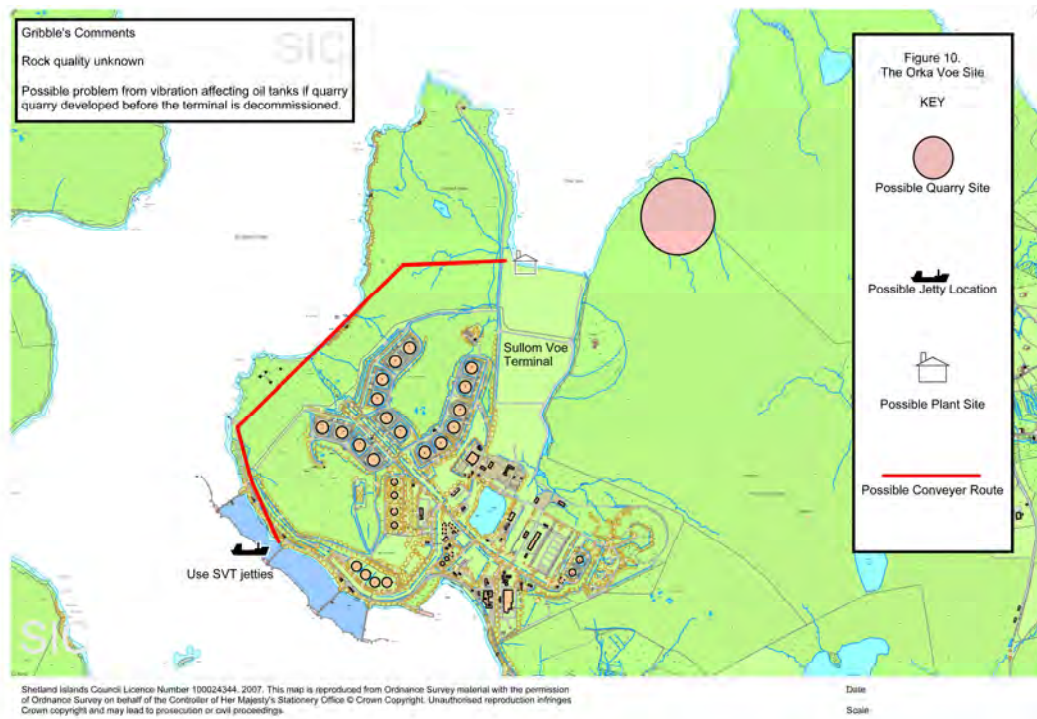 Gribble's Comments
Rock quality unknown
Possible problem from vibration affecting oil tanks if quarry
quarry developed before the terminal is decommissioned.
SIC
Figure 10.
The Orka Voe Site
KEY
Possible Quarry Site
Possible Jetty Location
Possible Plant Site
Possible Conveyer Route
Sullom Voe
Terminal
Use SVT jetties
SIC
Shetland Islands Council Licence Number 100024344. 2007. This map is reproduced from Ordnance Survey material with the permission
of Ordnance Survey on behalf of the Controller of Her Majesty's Stationery Office © Crown Copyright. Unauthorised reproduction infringes
Crown copyright and may lead to prosecution or civil proceedings.
Date
Scale